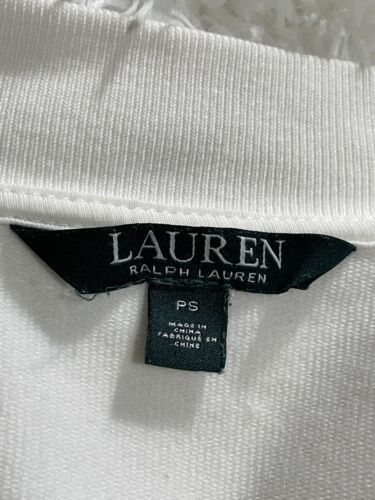 LAUREN
RALPH LAUREN
PS
MADE IN
CHINA
FABRIQUÉ EN
CHINE